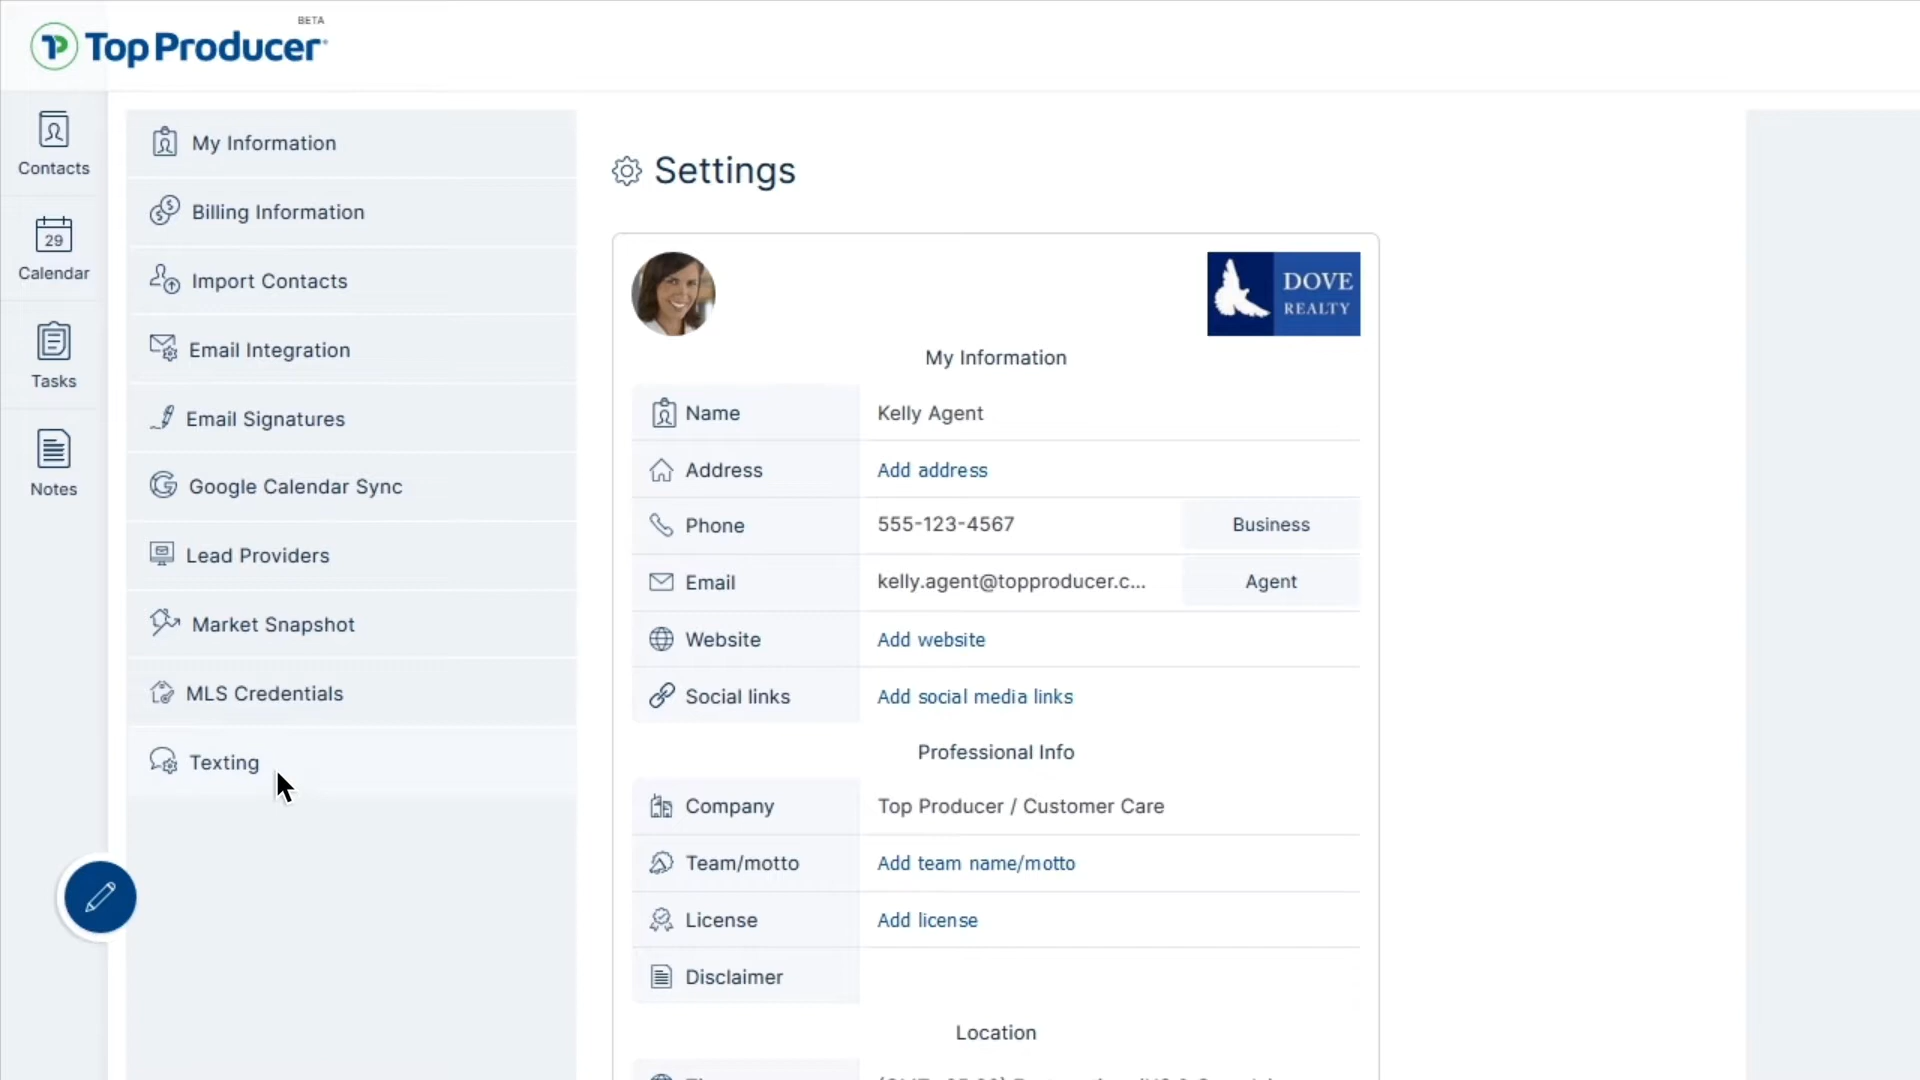 BETA
Top Producer
Contacts
29
Calendar
Tasks
Notes
My Information
Billing Information
Import Contacts
Email Integration
Email Signatures
Google Calendar Sync
Lead Providers
Market Snapshot
MLS Credentials
Texting
Settings
DOVE
REALTY
My Information
Name Kelly Agent
Address Add address
Phone 555-123-4567 Business
Email kelly.agent@topproducer.c... Agent
Website Add website
Social links Add social media links
Professional Info
Company Top Producer / Customer Care
Team/motto Add team name/motto
License Add license
Disclaimer
Location